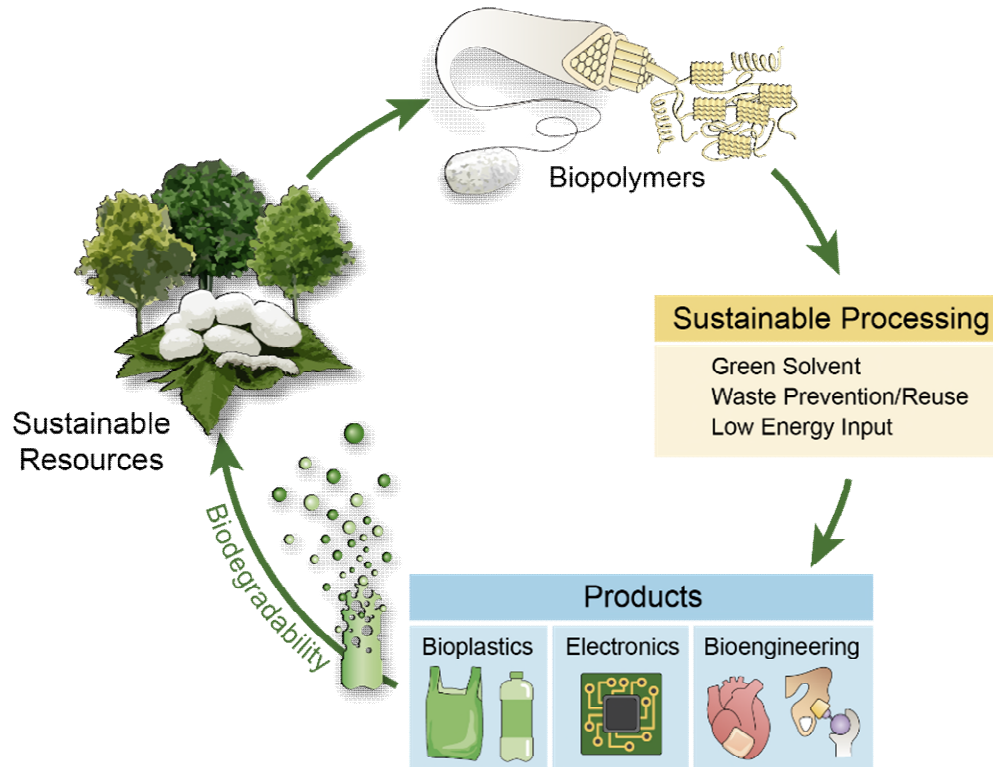 Biopolymers
Sustainable Processing
Green Solvent
Waste Prevention/Reuse
Low Energy Input
Products
Bioplastics
Electronics
Bioengineering
Biodegradability
Sustainable
Resources